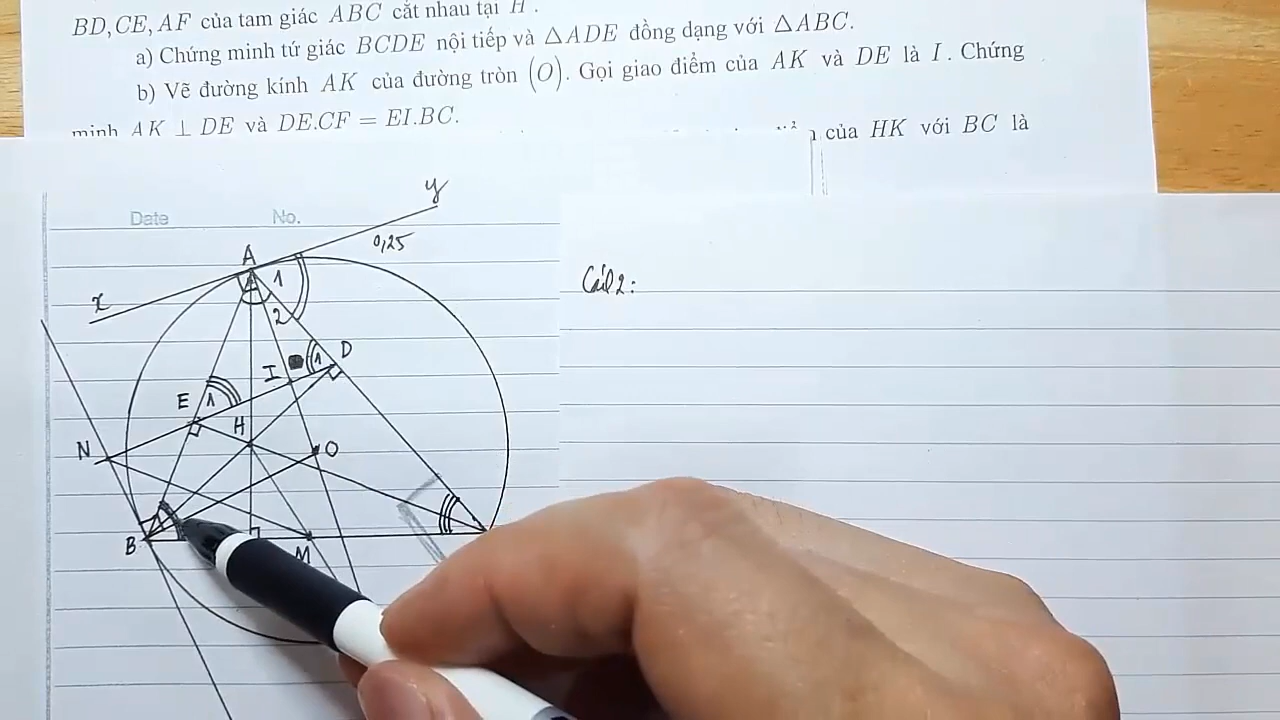 BD, CE, AF của tam giác ABC cắt nhau tại H.
a) Chứng minh tứ giác BCDE nội tiếp và △ADE đồng dạng với △ABC.
b) Vẽ đường kính AK của đường tròn (O). Gọi giao điểm của AK và DE là I. Chứng
minh AK ⊥ DE và DE.CF = EI.BC.
của HK với BC là
Date No.
y
0,25
A
x
1
2
D
1
I
E 1
H
N
O
B
M
Cách 2: